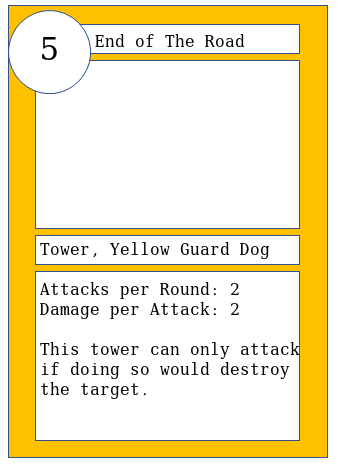 5
End of The Road
Tower, Yellow Guard Dog
Attacks per Round: 2
Damage per Attack: 2
This tower can only attack
if doing so would destroy
the target.